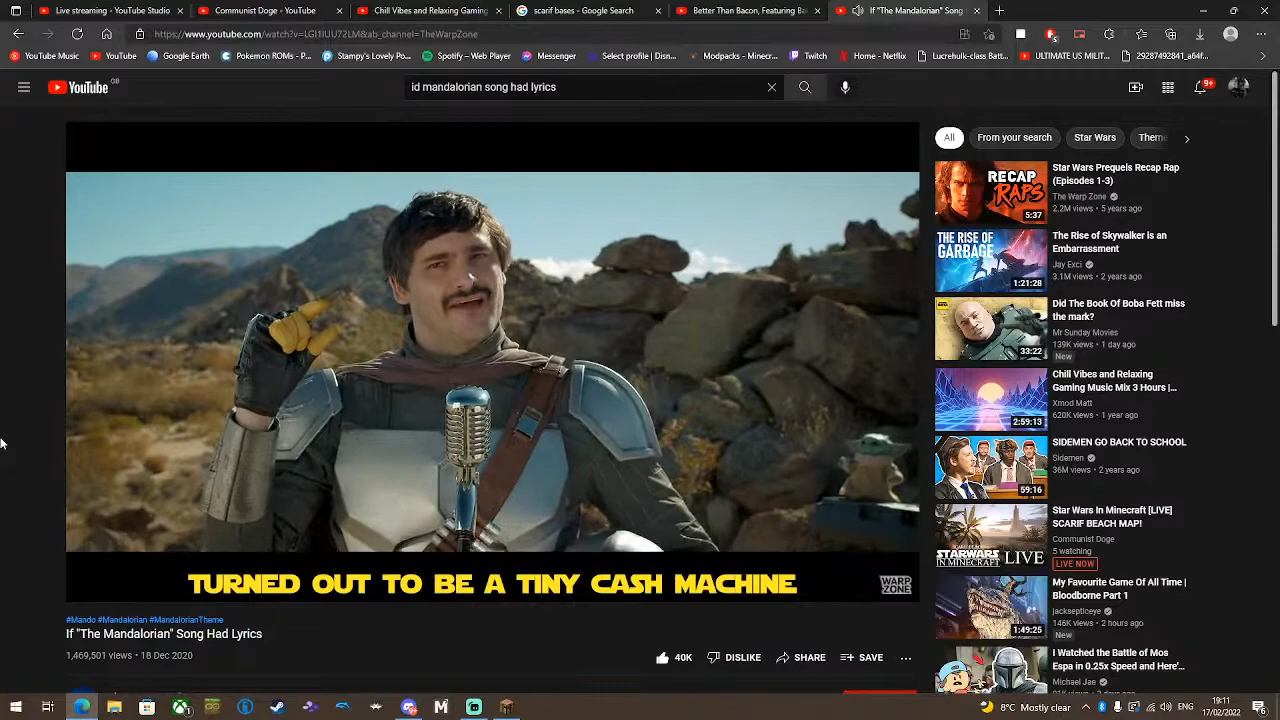 Live streaming - YouTube Studio
Communist Doge - YouTube
Chill Vibes and Relaxing Gaming
scarif bases - Google Search
Better Than Bacon, Featuring Bal
If "The Mandalorian" Song
https://www.youtube.com/watch?v=LGj1lUU7ZLM&ab_channel=TheWarpZone
YouTube Music
YouTube
Google Earth
Pokemon ROMs - P...
Stampy's Lovely Po...
Spotify – Web Player
Messenger
Select profile | Disn...
Modpacks - Minecr...
Twitch
Home - Netflix
Lucrehulk-class Batt...
ULTIMATE US MILIT...
2928749281_a64f...
YouTube GB
id mandalorian song had lyrics
9+
All
From your search
Star Wars
Theme
RECAP
RAPS
5:37
Star Wars Prequels Recap Rap
(Episodes 1-3)
The Warp Zone
2.2M views • 5 years ago
THE RISE OF
GARBAGE
1:21:28
The Rise of Skywalker Is an
Embarrassment
Jay Exci
3.1M views • 2 years ago
33:22
Did The Book Of Boba Fett miss
the mark?
Mr Sunday Movies
139K views • 1 day ago
New
2:59:13
Chill Vibes and Relaxing
Gaming Music Mix 3 Hours |...
Xmod Matt
620K views • 1 year ago
59:16
SIDEMEN GO BACK TO SCHOOL
Sidemen
36M views • 2 years ago
SCARIF
STARWARS
IN MINECRAFT LIVE
Star Wars In Minecraft [LIVE]
SCARIF BEACH MAP!
Communist Doge
5 watching
LIVE NOW
1:49:25
My Favourite Game Of All Time |
Bloodborne Part 1
jacksepticeye
146K views • 2 hours ago
New
I Watched the Battle of Mos
Espa in 0.25x Speed and Here'...
Michael Jae
TURNED OUT TO BE A TINY CASH MACHINE
WARP
ZONE
#Mando #Mandalorian #MandalorianTheme
If "The Mandalorian" Song Had Lyrics
1,469,501 views • 18 Dec 2020
40K
DISLIKE
SHARE
SAVE
8°C Mostly clear
19:11
17/02/2022